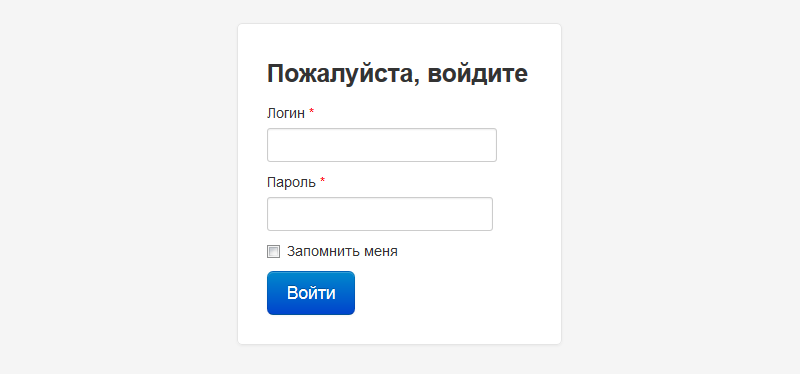 Пожалуйста, войдите
Логин *
Пароль *
Запомнить меня
Войти